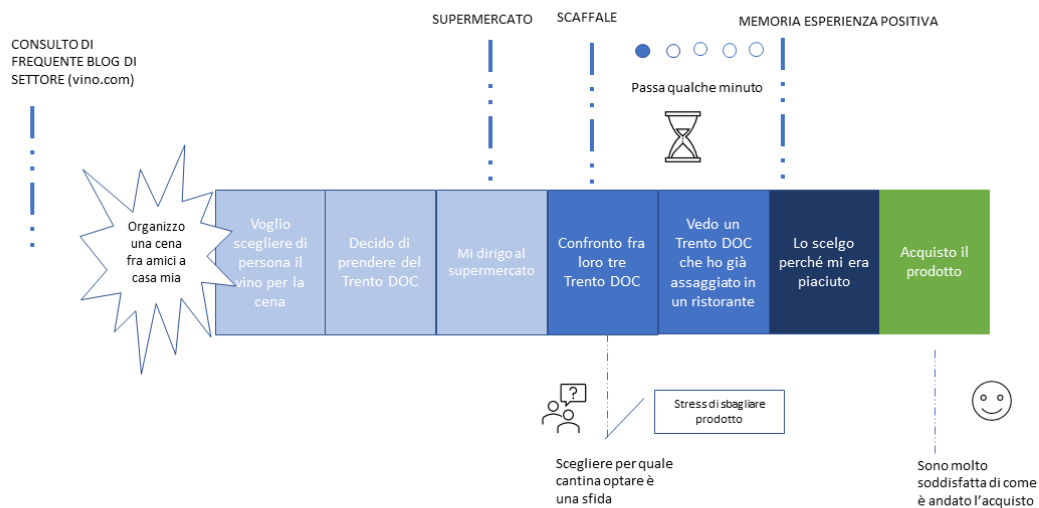 SUPERMERCATO
SCAFFALE
MEMORIA ESPERIENZA POSITIVA
CONSULTO DI
FREQUENTE BLOG DI
SETTORE (vino.com)
Passa qualche minuto
Organizzo
una cena
fra amici a
casa mia
Voglio
scegliere di
persona il
vino per la
cena
Decido di
prendere del
Trento DOC
Mi dirigo al
supermercato
Confronto fra
loro tre
Trento DOC
Vedo un
Trento DOC
che ho già
assaggiato in
un ristorante
Lo scelgo
perché mi era
piaciuto
Acquisto il
prodotto
?
Stress di sbagliare
prodotto
Scegliere per quale
cantina optare è
una sfida
Sono molto
soddisfatta di come
è andato l'acquisto